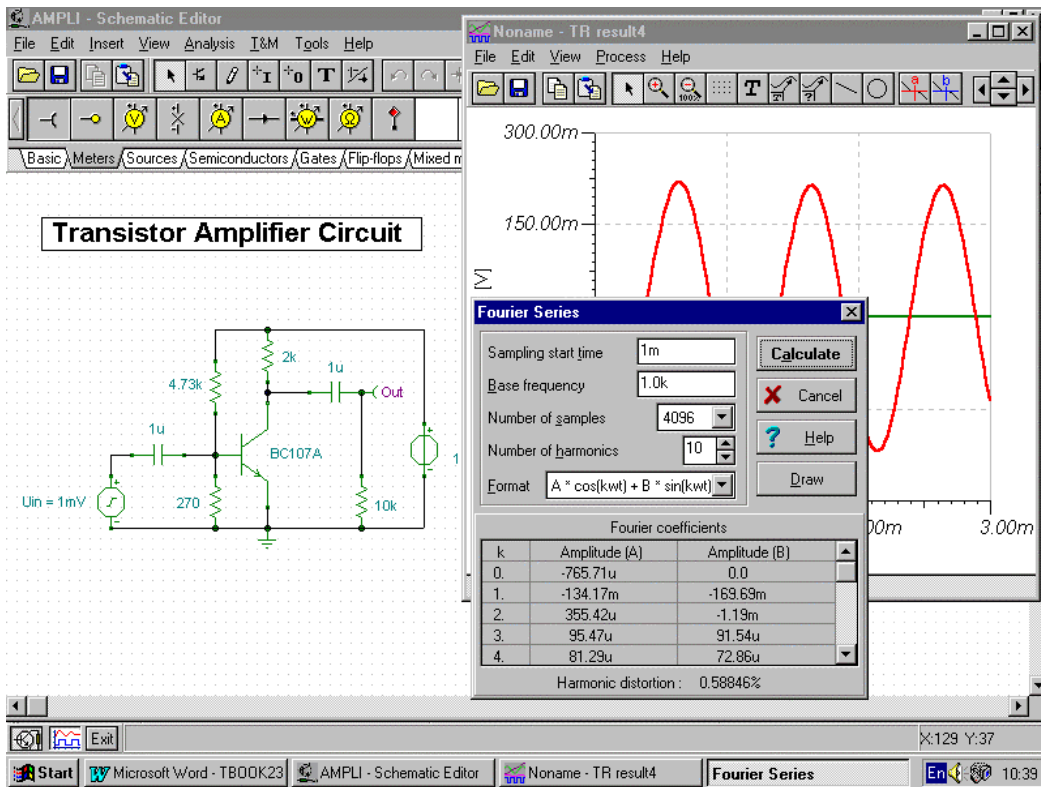 AMPLI - Schematic Editor
File Edit Insert View Analysis T&M Tools Help
Basic Meters Sources Semiconductors Gates Flip-flops Mixed m
Transistor Amplifier Circuit
2k
1u
4.73k
Out
1u
BC107A
1
Uin = 1mV
270
10k
Noname - TR result4
File Edit View Process Help
100%
a
b
300.00m
150.00m
[V]
00m
3.00m
Fourier Series
Sampling start time 1m Calculate
Base frequency 1.0k Cancel
Number of samples 4096
Number of harmonics 10 Help
Format A * cos(kwt) + B * sin(kwt) Draw
Fourier coefficients
k Amplitude (A) Amplitude (B)
0. -765.71u 0.0
1. -134.17m -169.69m
2. 355.42u -1.19m
3. 95.47u 91.54u
4. 81.29u 72.86u
Harmonic distortion : 0.58846%
Exit X:129 Y:37
Start Microsoft Word - TBOOK23 AMPLI - Schematic Editor Noname - TR result4 Fourier Series En 10:39